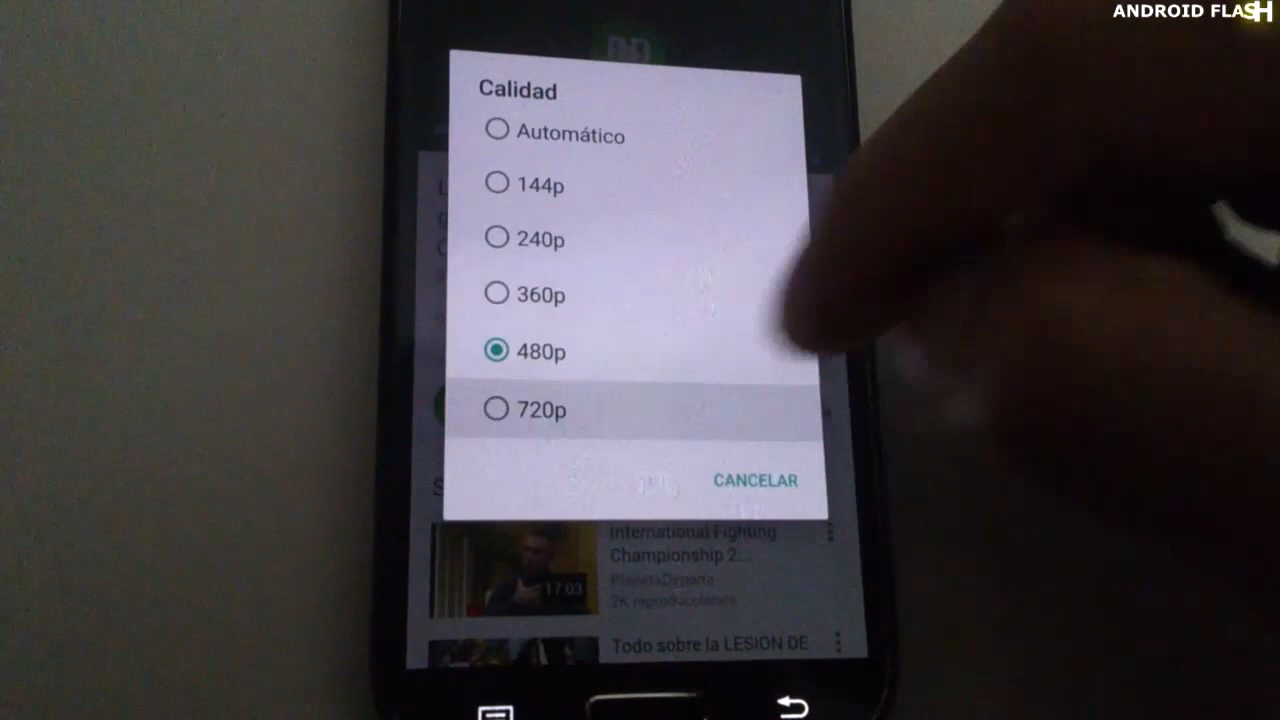 ANDROID FLASH
Calidad
Automático
144p
240p
360p
480p
720p
CANCELAR
International Fighting
Championship 2...
PlanetaDeporte
2K reproducciones
17:03
Todo sobre la LESION DE